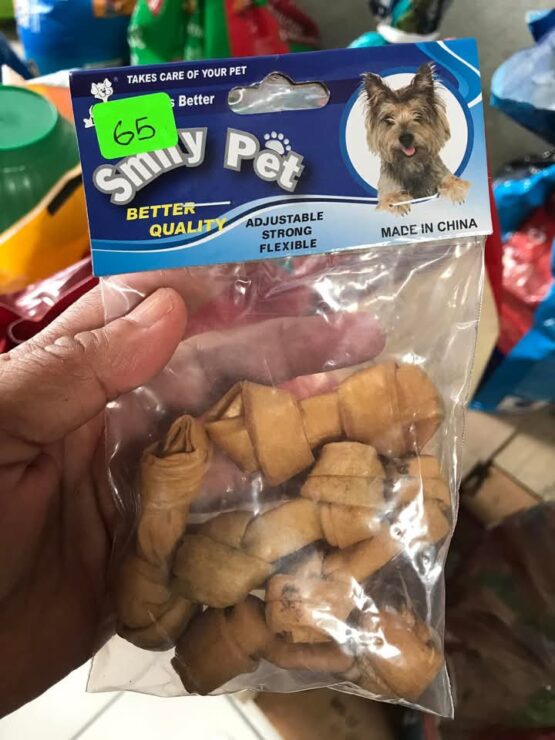 TAKES CARE OF YOUR PET
s Better
65
Smily Pet
BETTER
QUALITY
ADJUSTABLE
STRONG
FLEXIBLE
MADE IN CHINA